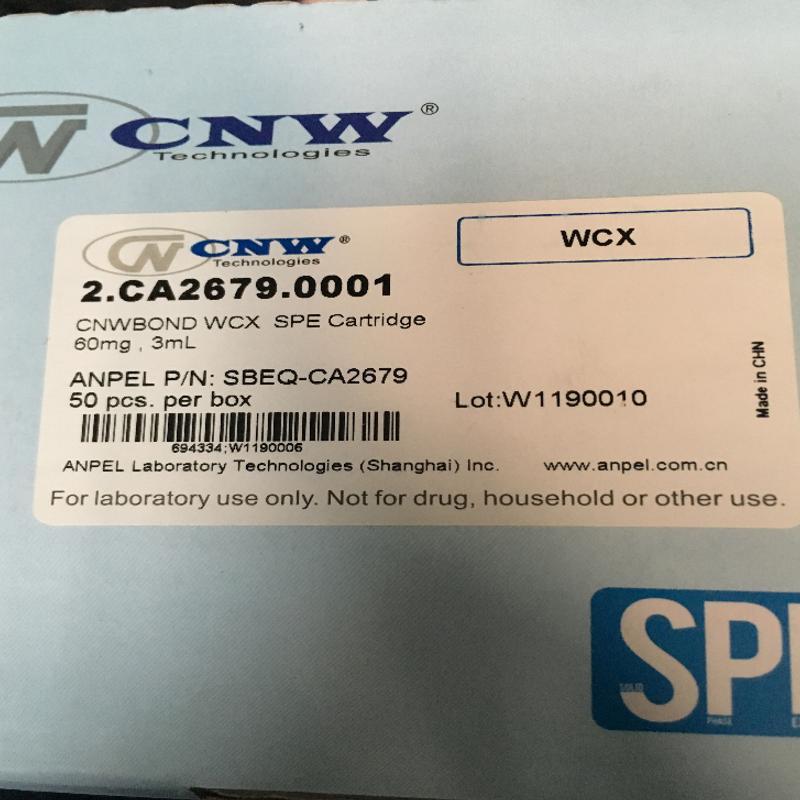 CNW®
Technologies
CNW®
Technologies
WCX
2.CA2679.0001
CNWBOND WCX SPE Cartridge
60mg , 3mL
ANPEL P/N: SBEQ-CA2679
50 pcs. per box
Lot:W1190010
Made in CHN
694334;W1190006
ANPEL Laboratory Technologies (Shanghai) Inc.
www.anpel.com.cn
For laboratory use only. Not for drug, household or other use.
SPE
SOLID
PHASE